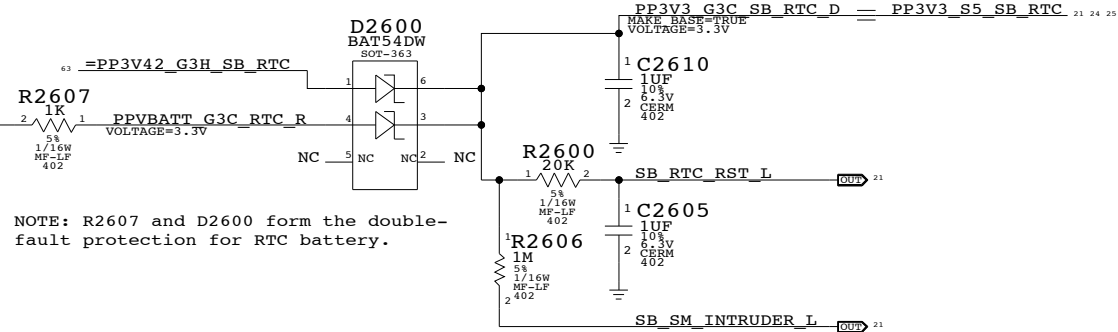 PP3V3_G3C_SB_RTC_D
PP3V3_S5_SB_RTC
21 24 25
MAKE_BASE=TRUE
VOLTAGE=3.3V
D2600
BAT54DW
SOT-363
63
=PP3V42_G3H_SB_RTC
1
6
1
C2610
1UF
10%
6.3V
CERM
402
2
R2607
1K
2
1
5%
1/16W
MF-LF
402
PPVBATT_G3C_RTC_R
VOLTAGE=3.3V
4
3
NC
5
NC
NC
2
NC
R2600
20K
1
2
5%
1/16W
MF-LF
402
SB_RTC_RST_L
OUT
21
NOTE: R2607 and D2600 form the double-
fault protection for RTC battery.
1
C2605
1UF
10%
6.3V
CERM
402
2
1
R2606
1M
5%
1/16W
MF-LF
402
2
SB_SM_INTRUDER_L
OUT
21